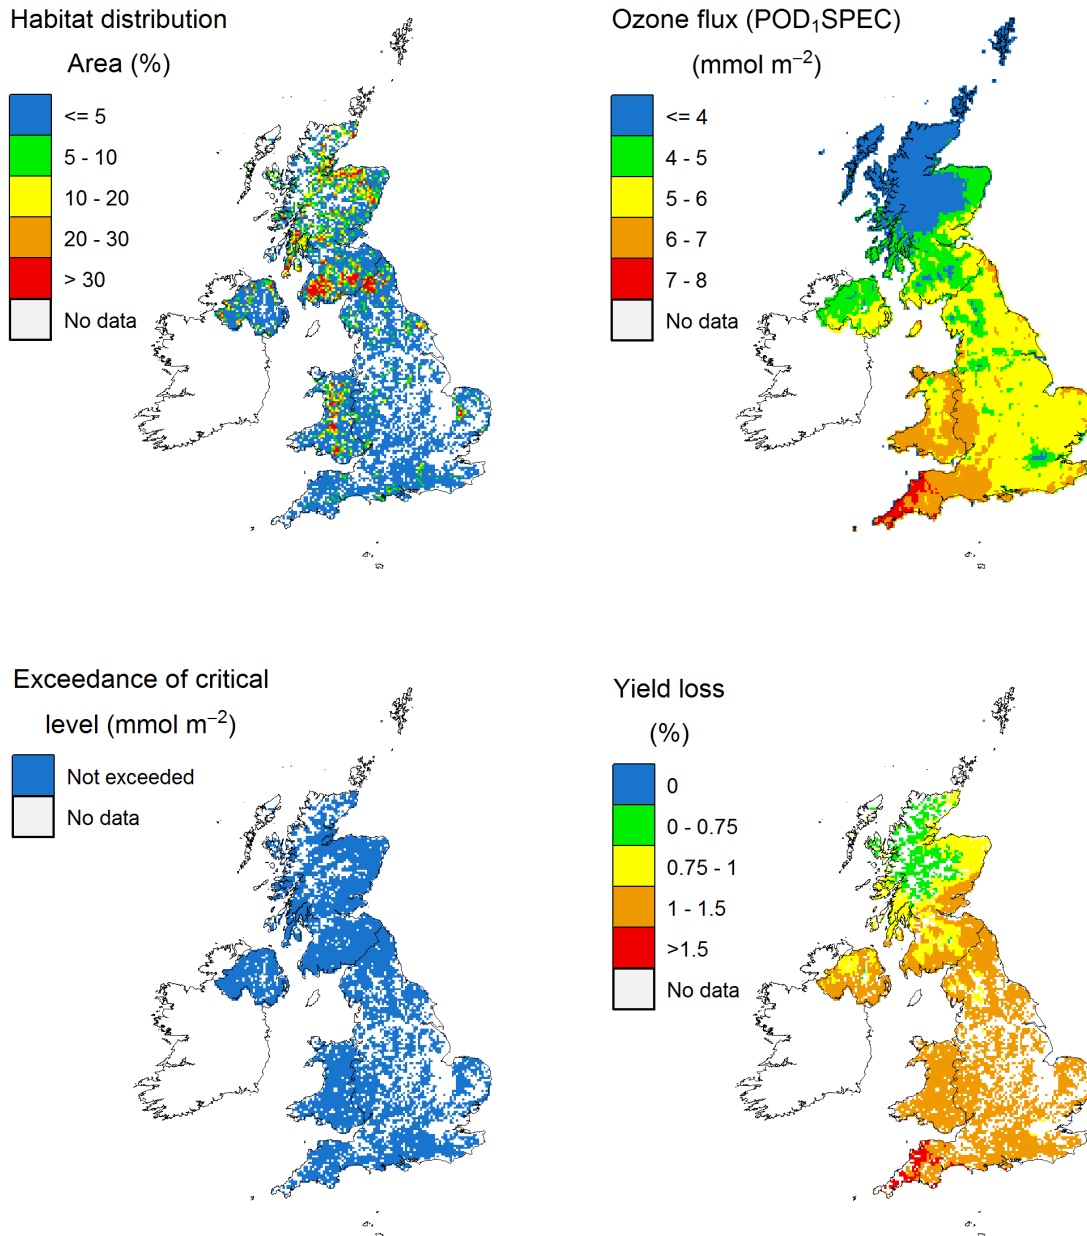 Habitat distribution
Area (%)
<= 5
5 - 10
10 - 20
20 - 30
> 30
No data
Ozone flux (POD₁SPEC)
(mmol m⁻²)
<= 4
4 - 5
5 - 6
6 - 7
7 - 8
No data
Exceedance of critical
level (mmol m⁻²)
Not exceeded
No data
Yield loss
(%)
0
0 - 0.75
0.75 - 1
1 - 1.5
>1.5
No data